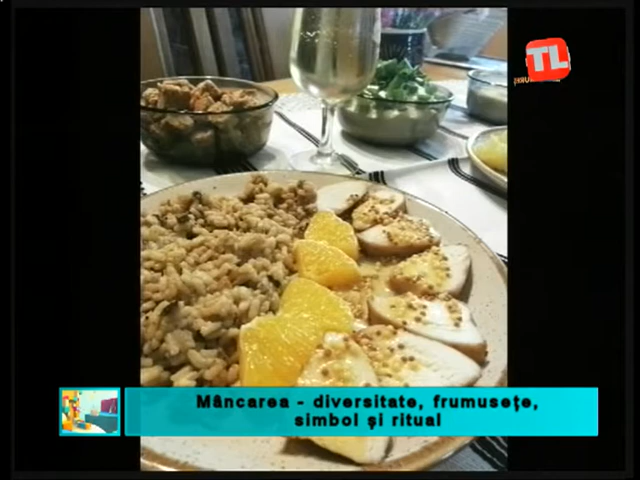 TL
Mâncarea - diversitate, frumusețe,
simbol și ritual